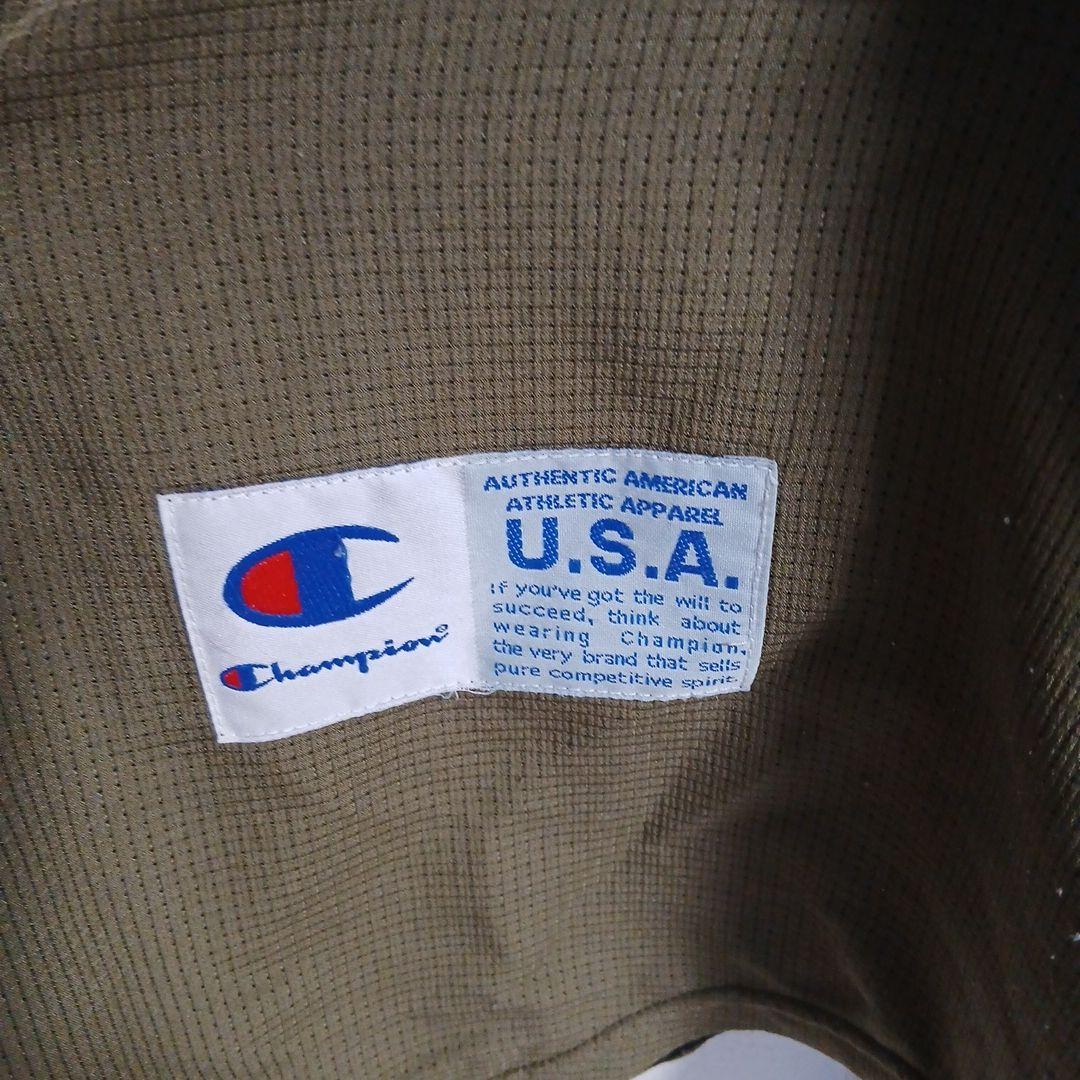 Champion®
AUTHENTIC AMERICAN
ATHLETIC APPAREL
U.S.A.
If you've got the will to
succeed, think about
wearing Champion,
the very brand that sells
pure competitive spirit.